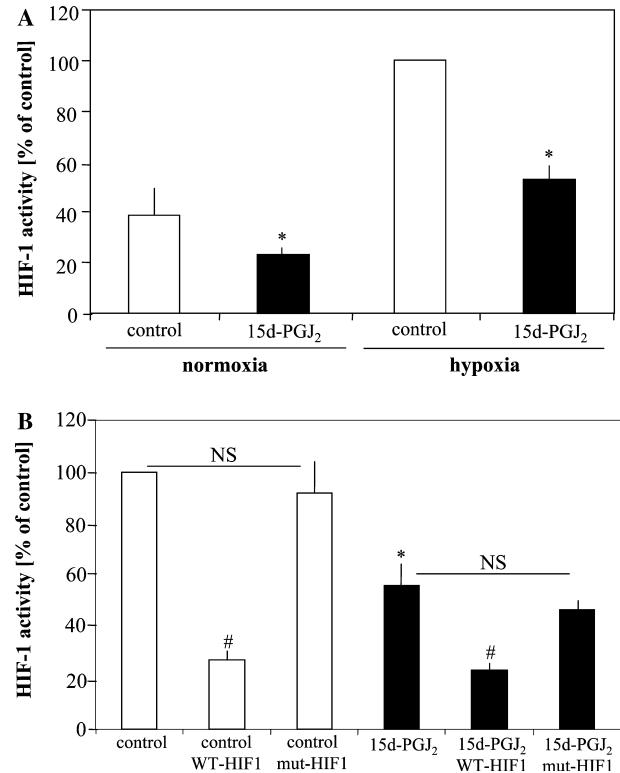 A
HIF-1 activity [% of control]
120
100
80
60
40
20
0
*
*
control
15d-PGJ₂
control
15d-PGJ₂
normoxia
hypoxia
B
HIF-1 activity [% of control]
120
100
80
60
40
20
0
NS
#
*
NS
#
control
control
WT-HIF1
control
mut-HIF1
15d-PGJ₂
15d-PGJ₂
WT-HIF1
15d-PGJ₂
mut-HIF1